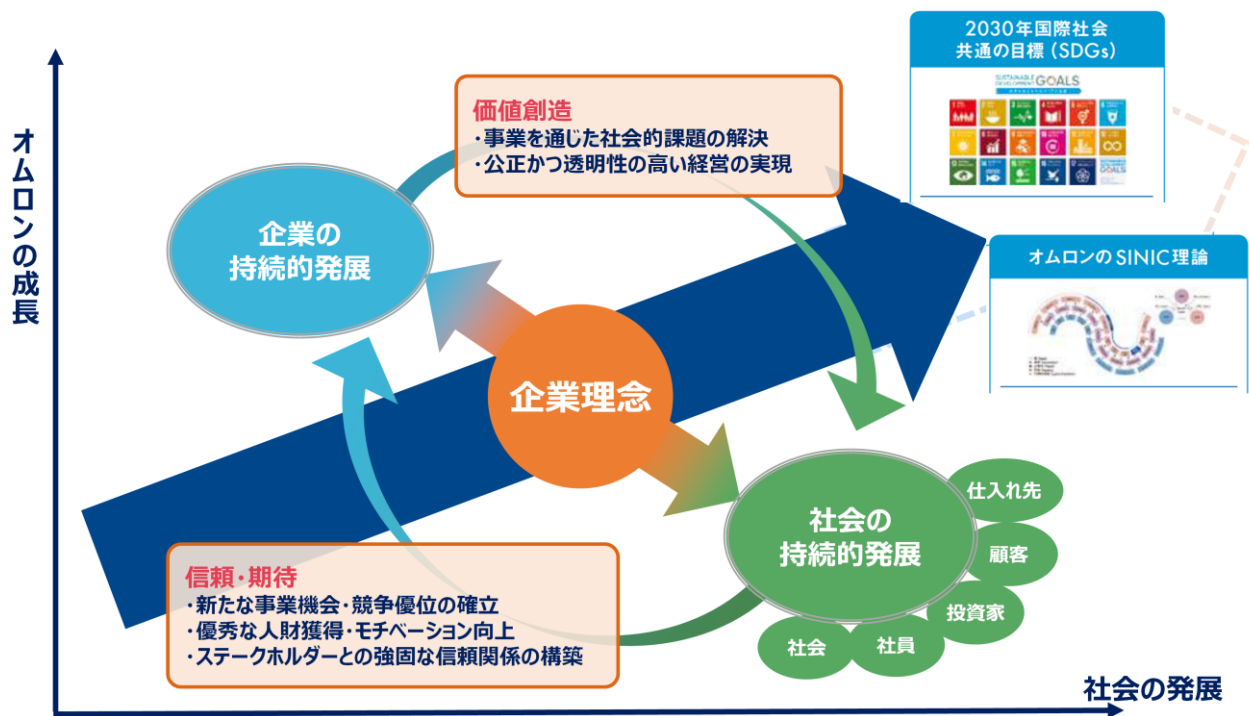 2030年国際社会
共通の目標（SDGs）
SUSTAINABLE
DEVELOPMENT GOALS
価値創造
・事業を通じた社会的課題の解決
・公正かつ透明性の高い経営の実現
オムロンの成長
企業の
持続的発展
オムロンのSINIC理論
企業理念
社会の
持続的発展
仕入れ先
顧客
投資家
社員
社会
信頼・期待
・新たな事業機会・競争優位の確立
・優秀な人財獲得・モチベーション向上
・ステークホルダーとの強固な信頼関係の構築
社会の発展